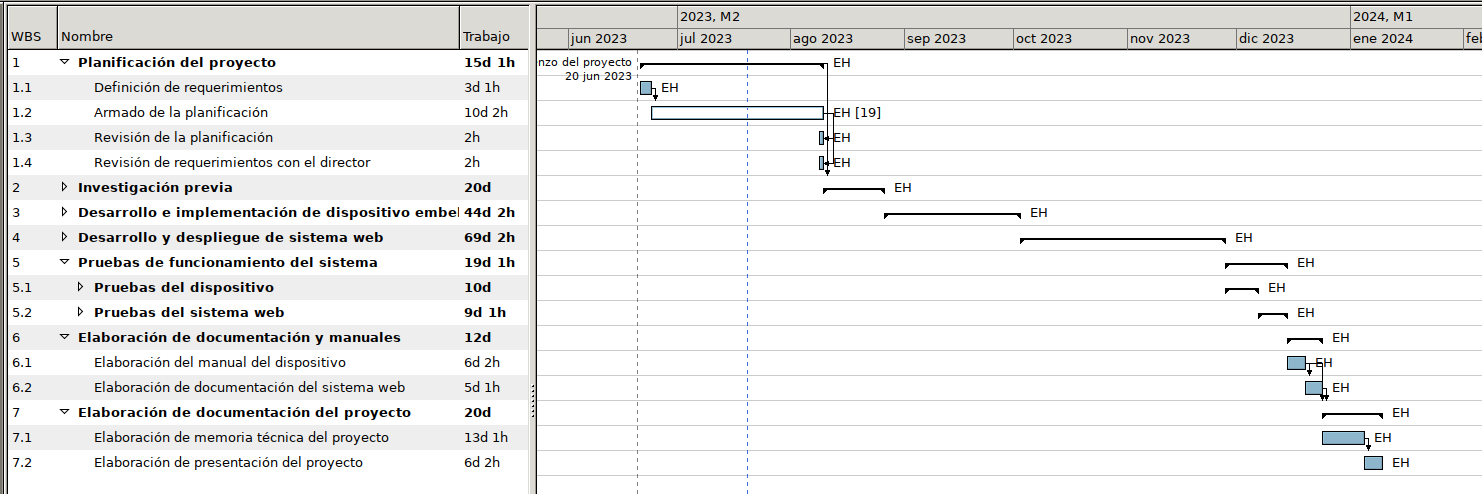 2023, M2 2024, M1
WBS Nombre Trabajo jun 2023 jul 2023 ago 2023 sep 2023 oct 2023 nov 2023 dic 2023 ene 2024 feb
1 Planificación del proyecto 15d 1h nzo del proyecto EH
20 jun 2023
1.1 Definición de requerimientos 3d 1h EH
1.2 Armado de la planificación 10d 2h EH [19]
1.3 Revisión de la planificación 2h EH
1.4 Revisión de requerimientos con el director 2h EH
2 Investigación previa 20d EH
3 Desarrollo e implementación de dispositivo embe 44d 2h EH
4 Desarrollo y despliegue de sistema web 69d 2h EH
5 Pruebas de funcionamiento del sistema 19d 1h EH
5.1 Pruebas del dispositivo 10d EH
5.2 Pruebas del sistema web 9d 1h EH
6 Elaboración de documentación y manuales 12d EH
6.1 Elaboración del manual del dispositivo 6d 2h EH
6.2 Elaboración de documentación del sistema web 5d 1h EH
7 Elaboración de documentación del proyecto 20d EH
7.1 Elaboración de memoria técnica del proyecto 13d 1h EH
7.2 Elaboración de presentación del proyecto 6d 2h EH